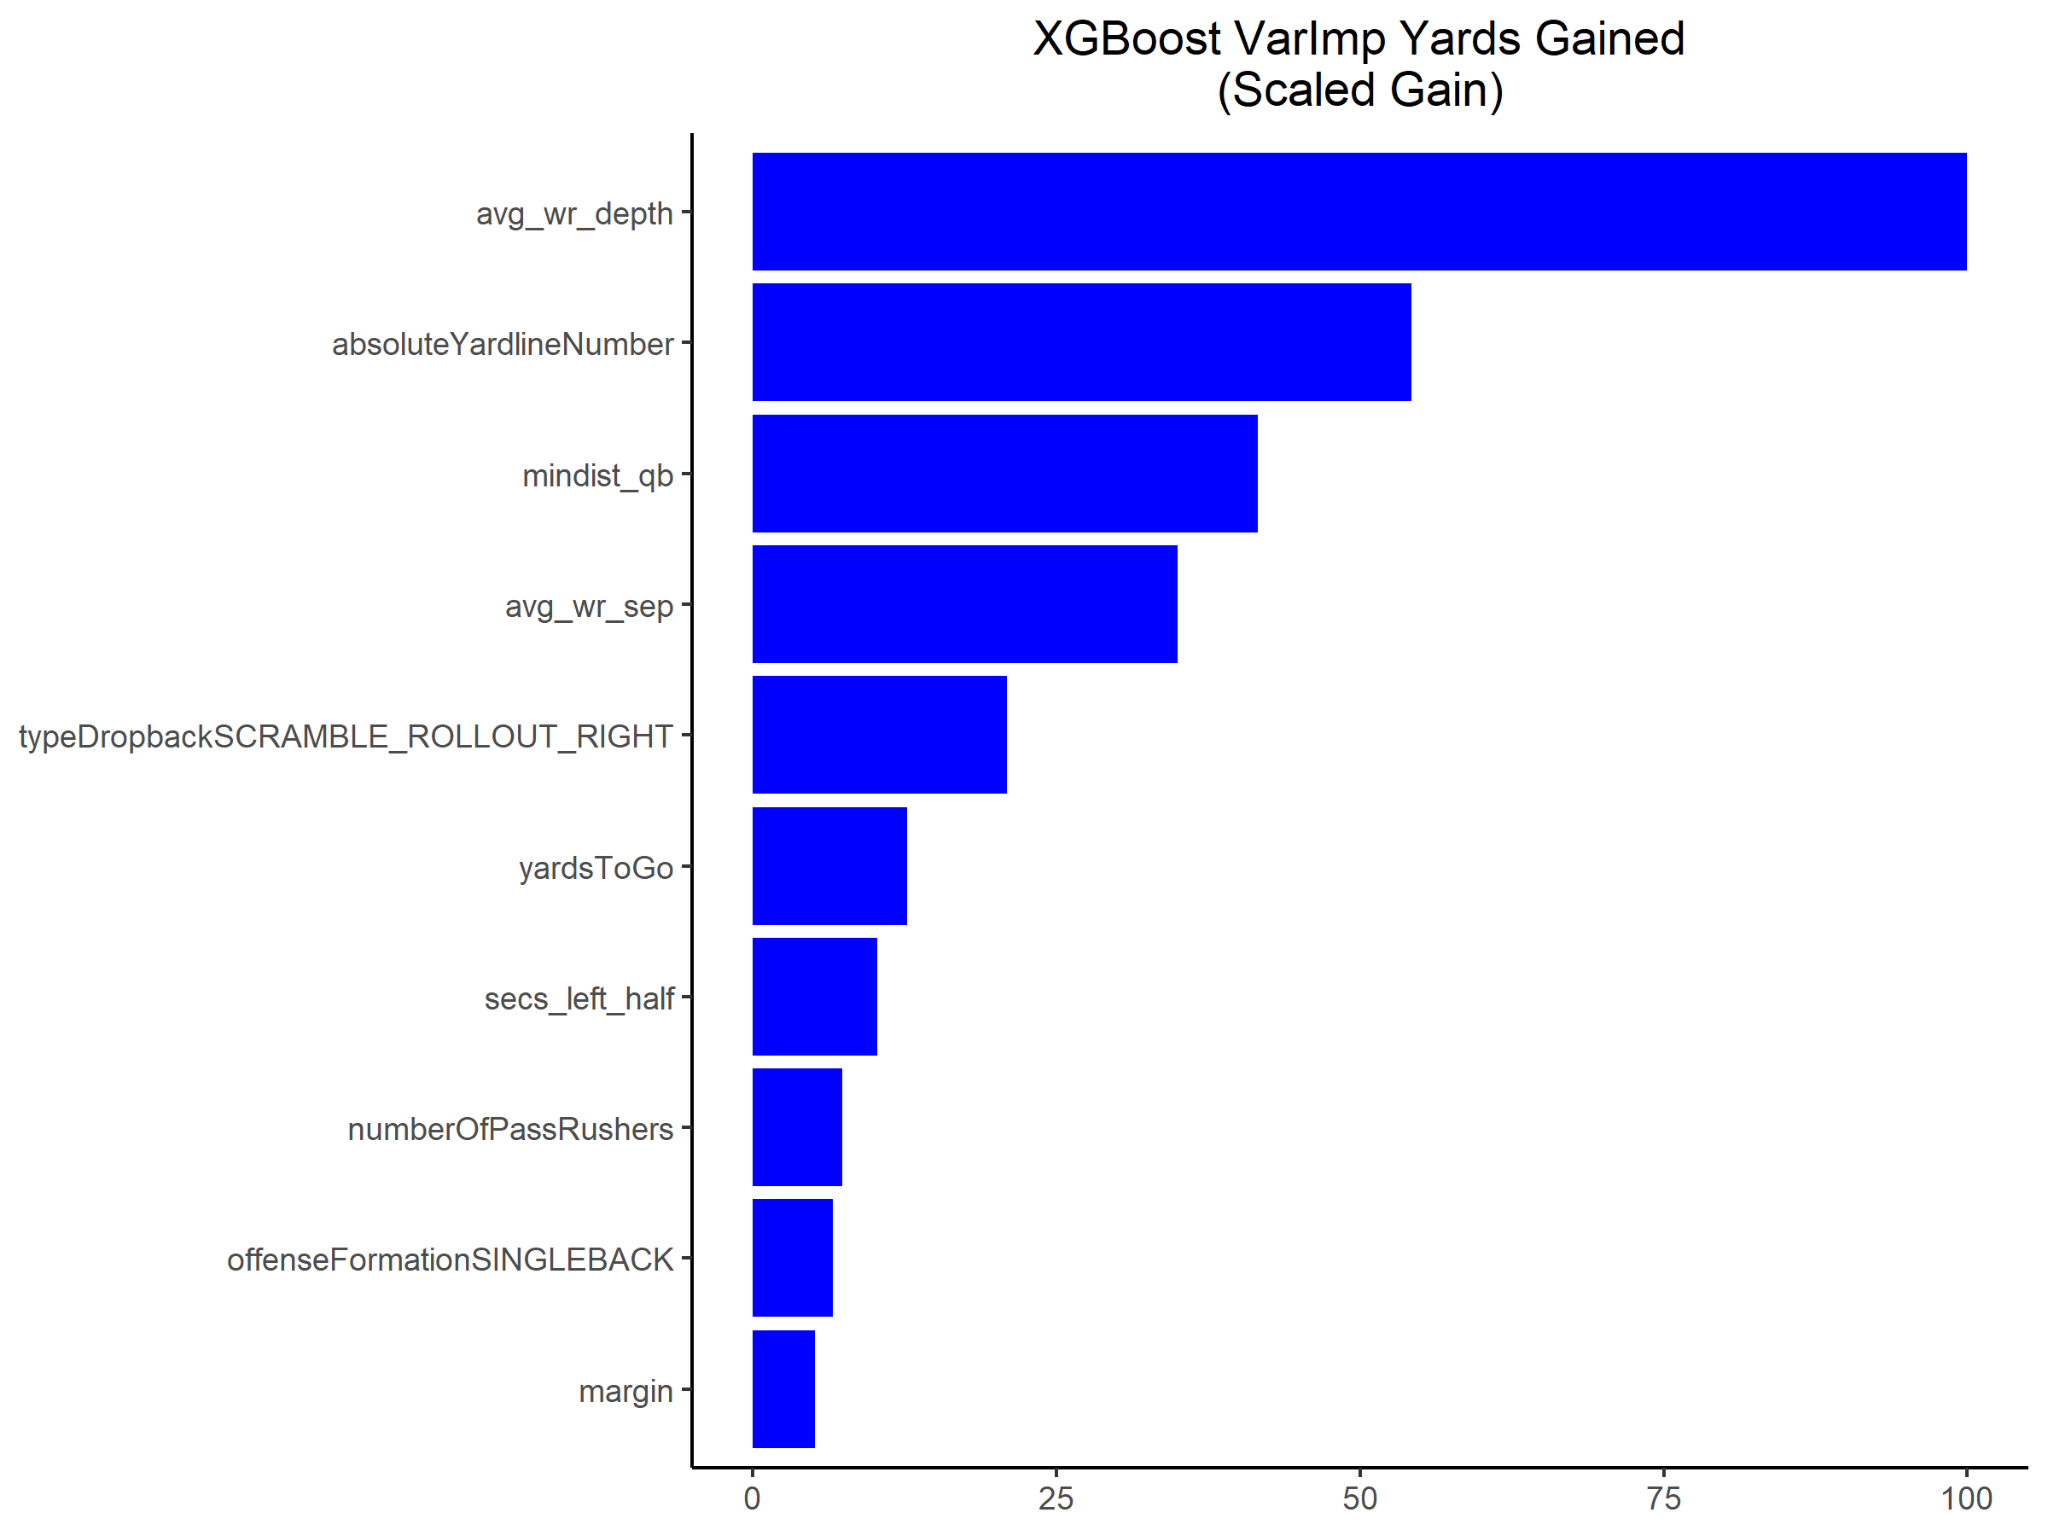 XGBoost VarImp Yards Gained
(Scaled Gain)
avg_wr_depth
absoluteYardlineNumber
mindist_qb
avg_wr_sep
typeDropbackSCRAMBLE_ROLLOUT_RIGHT
yardsToGo
secs_left_half
numberOfPassRushers
offenseFormationSINGLEBACK
margin
0 25 50 75 100